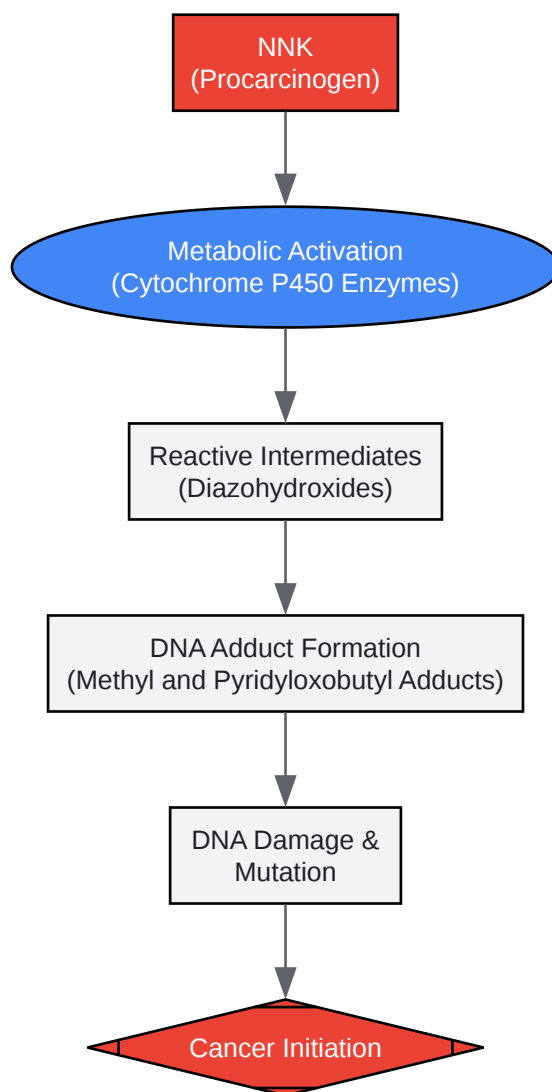 NNK
(Procarcinogen)
Metabolic Activation
(Cytochrome P450 Enzymes)
Reactive Intermediates
(Diazohydroxides)
DNA Adduct Formation
(Methyl and Pyridyloxobutyl Adducts)
DNA Damage &
Mutation
Cancer Initiation